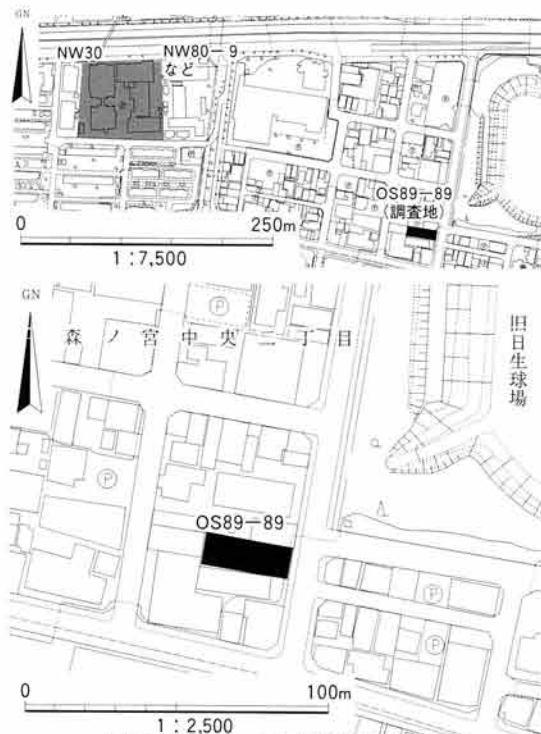 GN
NW30
NW80-9
など
OS89-89
(調査地)
0 250m
1:7,500
GN
Ⓟ
森ノ宮中央二丁目
旧日生球場
Ⓟ
OS89-89
Ⓟ
Ⓟ
0 100m
1:2,500